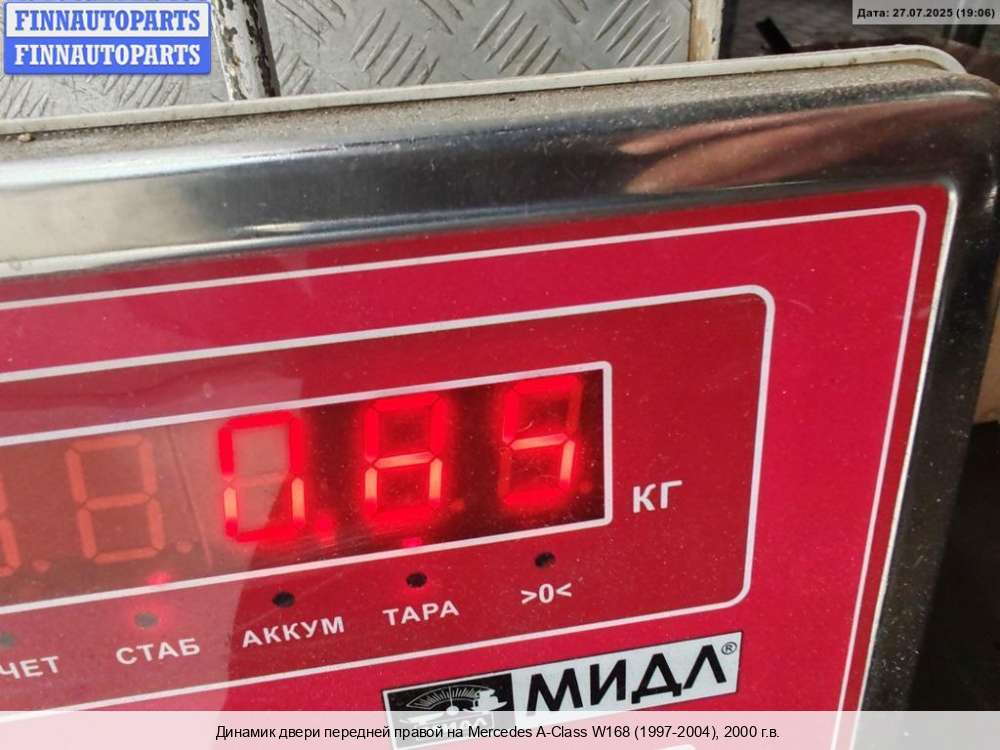 FINNAUTOPARTS
FINNAUTOPARTS
Дата: 27.07.2025 (19:06)
0.85
КГ
ЧЕТ СТАБ АККУМ ТАРА >0<
МИДЛ®
Динамик двери передней правой на Mercedes A-Class W168 (1997-2004), 2000 г.в.